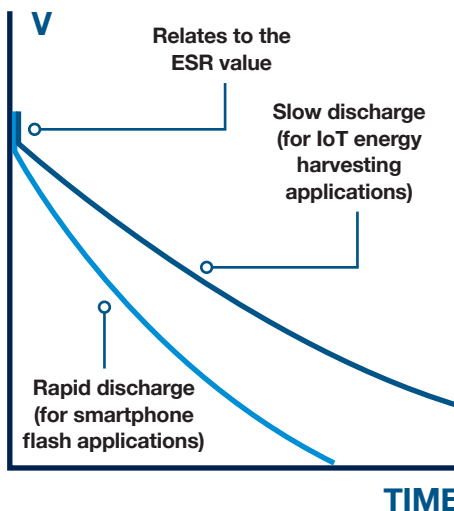 V
Relates to the
ESR value
Slow discharge
(for IoT energy
harvesting
applications)
Rapid discharge
(for smartphone
flash applications)
TIME